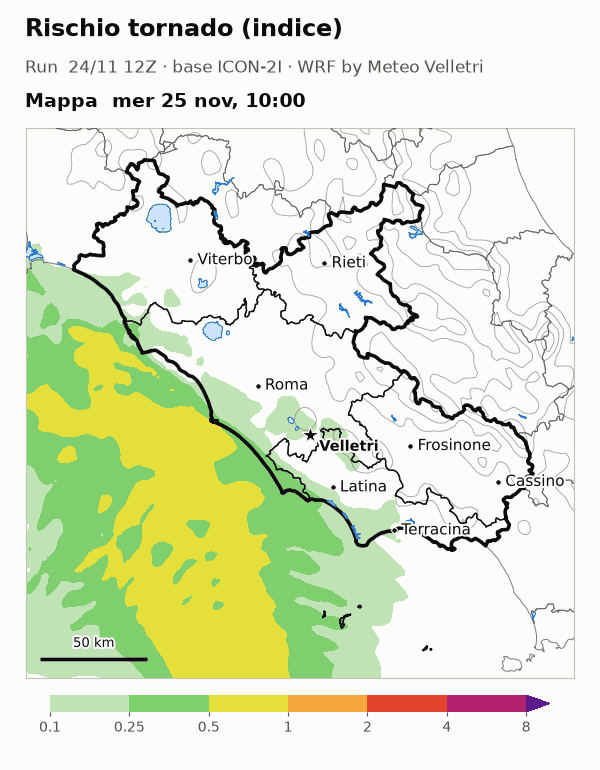 Rischio tornado (indice)
Run  24/11 12Z · base ICON-2I · WRF by Meteo Velletri
Mappa  mer 25 nov, 10:00
Viterbo
Rieti
Roma
Velletri
Frosinone
Latina
Cassino
Terracina
50 km
0.1 0.25 0.5 1 2 4 8